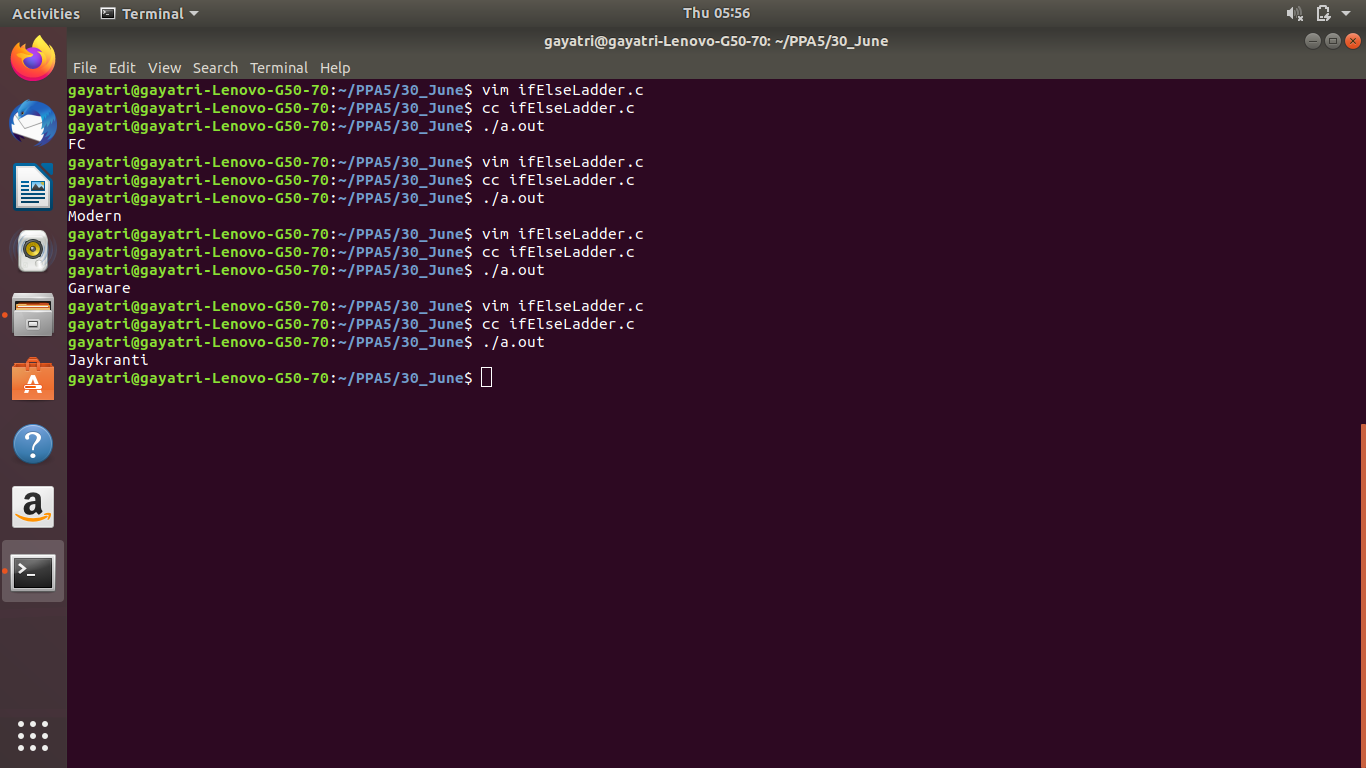 Activities Terminal Thu 05:56
gayatri@gayatri-Lenovo-G50-70: ~/PPA5/30_June
File Edit View Search Terminal Help
gayatri@gayatri-Lenovo-G50-70:~/PPA5/30_June$ vim ifElseLadder.c
gayatri@gayatri-Lenovo-G50-70:~/PPA5/30_June$ cc ifElseLadder.c
gayatri@gayatri-Lenovo-G50-70:~/PPA5/30_June$ ./a.out
FC
gayatri@gayatri-Lenovo-G50-70:~/PPA5/30_June$ vim ifElseLadder.c
gayatri@gayatri-Lenovo-G50-70:~/PPA5/30_June$ cc ifElseLadder.c
gayatri@gayatri-Lenovo-G50-70:~/PPA5/30_June$ ./a.out
Modern
gayatri@gayatri-Lenovo-G50-70:~/PPA5/30_June$ vim ifElseLadder.c
gayatri@gayatri-Lenovo-G50-70:~/PPA5/30_June$ cc ifElseLadder.c
gayatri@gayatri-Lenovo-G50-70:~/PPA5/30_June$ ./a.out
Garware
gayatri@gayatri-Lenovo-G50-70:~/PPA5/30_June$ vim ifElseLadder.c
gayatri@gayatri-Lenovo-G50-70:~/PPA5/30_June$ cc ifElseLadder.c
gayatri@gayatri-Lenovo-G50-70:~/PPA5/30_June$ ./a.out
Jaykranti
gayatri@gayatri-Lenovo-G50-70:~/PPA5/30_June$